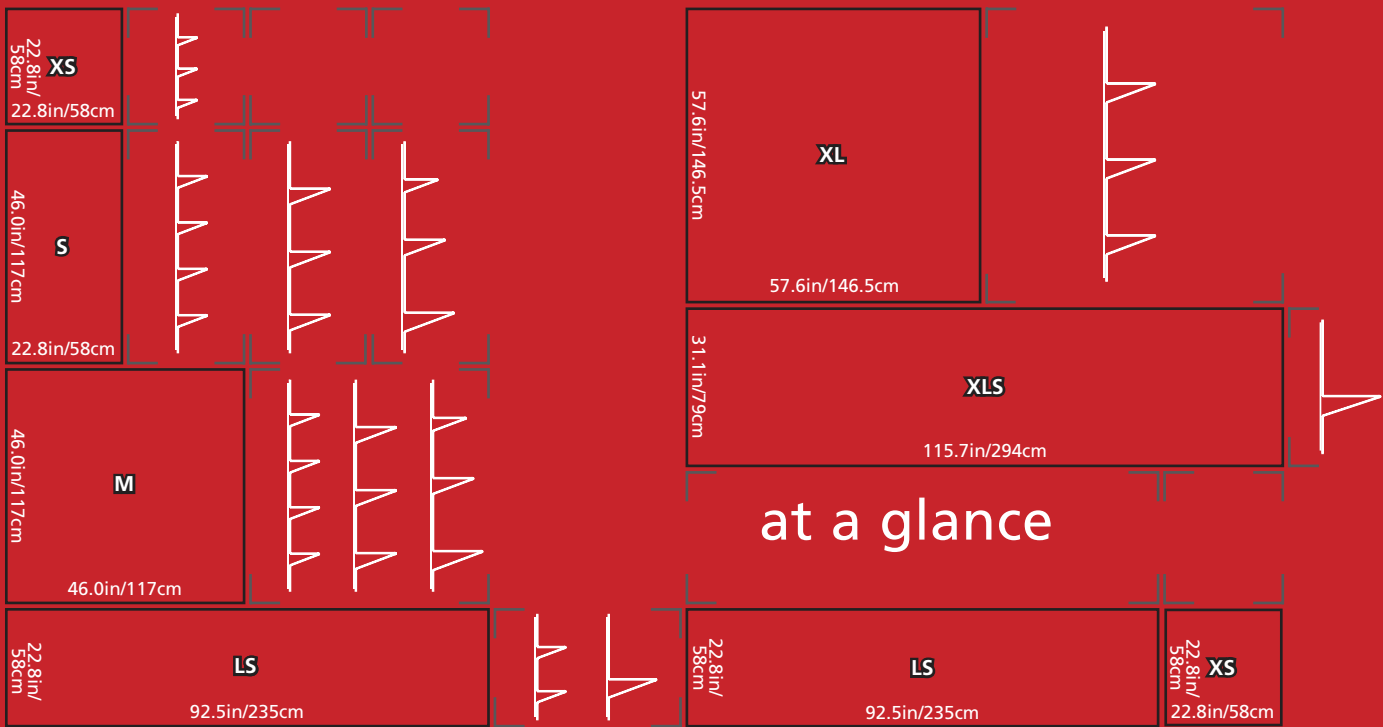 22.8in/
58cm
XS
22.8in/58cm
46.0in/117cm
S
22.8in/58cm
46.0in/117cm
M
46.0in/117cm
22.8in/
58cm
LS
92.5in/235cm
57.6in/146.5cm
XL
57.6in/146.5cm
31.1in/79cm
XLS
115.7in/294cm
at a glance
22.8in/
58cm
LS
92.5in/235cm
22.8in/
58cm
XS
22.8in/58cm